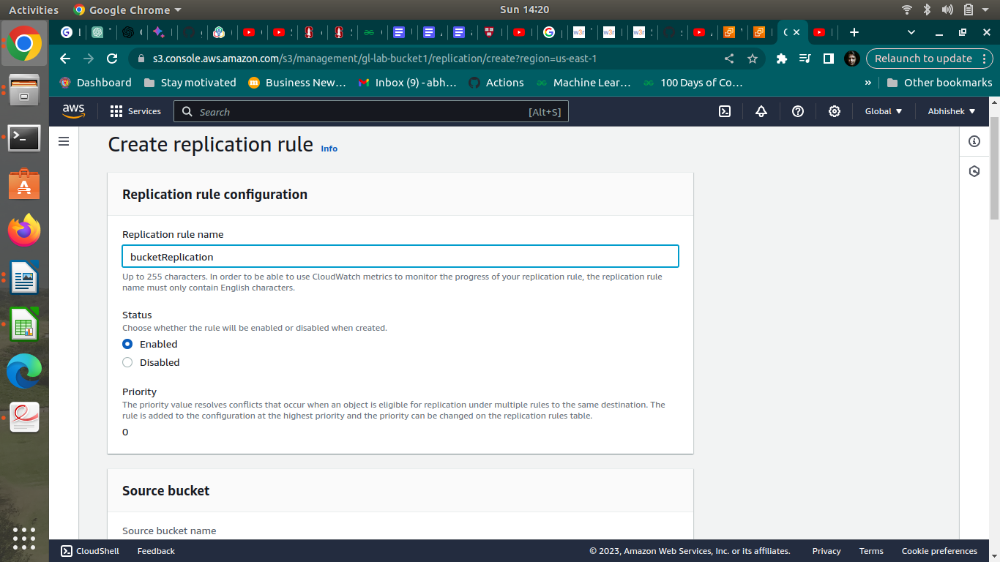 Activities
Google Chrome
Sun 14:20
s3.console.aws.amazon.com/s3/management/gl-lab-bucket1/replication/create?region=us-east-1
Relaunch to update
Dashboard
Stay motivated
Business New…
Inbox (9) - abh…
Actions
Machine Lear…
100 Days of Co…
»
Other bookmarks
aws
Services
Search
[Alt+S]
Global
Abhishek
Create replication rule
Info
Replication rule configuration
Replication rule name
bucketReplication
Up to 255 characters. In order to be able to use CloudWatch metrics to monitor the progress of your replication rule, the replication rule
name must only contain English characters.
Status
Choose whether the rule will be enabled or disabled when created.
Enabled
Disabled
Priority
The priority value resolves conflicts that occur when an object is eligible for replication under multiple rules to the same destination. The
rule is added to the configuration at the highest priority and the priority can be changed on the replication rules table.
0
Source bucket
Source bucket name
CloudShell
Feedback
© 2023, Amazon Web Services, Inc. or its affiliates.
Privacy
Terms
Cookie preferences